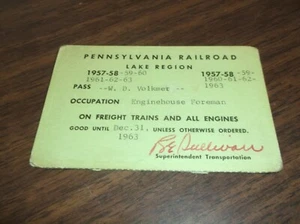 PENNSYLVANIA RAILROAD
LAKE REGION
1957-58-59-60 1957-58-59-
1961-62-63 1960-61-62-
1963
PASS --W. D. Volkmet --
OCCUPATION Enginehouse Foreman
ON FREIGHT TRAINS AND ALL ENGINES
GOOD UNTIL Dec. 31, UNLESS OTHERWISE ORDERED.
1963
Superintendent Transportation